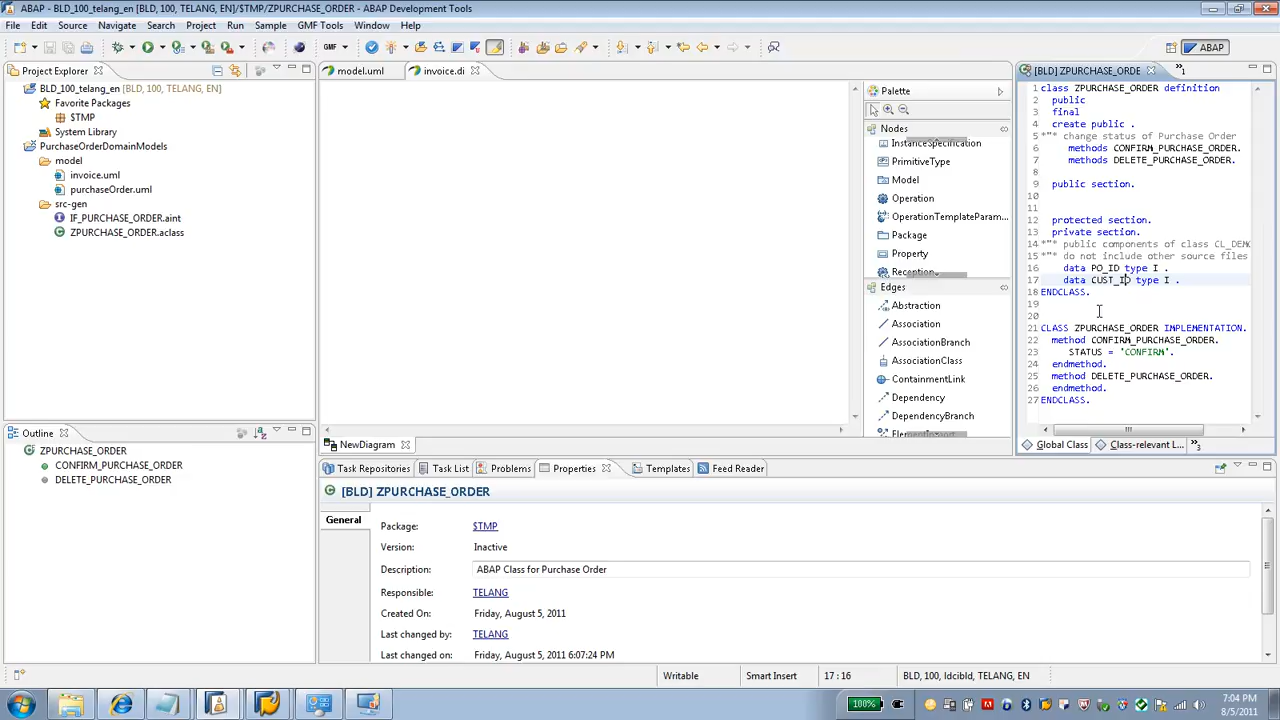 ABAP - BLD_100_telang_en [BLD, 100, TELANG, EN]/$TMP/ZPURCHASE_ORDER - ABAP Development Tools
File Edit Source Navigate Search Project Run Sample GMF Tools Window Help
GMF ABAP
Project Explorer
BLD_100_telang_en [BLD, 100, TELANG, EN]
Favorite Packages
$TMP
System Library
PurchaseOrderDomainModels
model
invoice.uml
purchaseOrder.uml
src-gen
IF_PURCHASE_ORDER.aint
ZPURCHASE_ORDER.aclass
Outline
ZPURCHASE_ORDER
CONFIRM_PURCHASE_ORDER
DELETE_PURCHASE_ORDER
model.uml invoice.di
Palette
Nodes
InstanceSpecification
PrimitiveType
Model
Operation
OperationTemplateParam...
Package
Property
Reception
Edges
Abstraction
Association
AssociationBranch
AssociationClass
ContainmentLink
Dependency
DependencyBranch
NewDiagram
[BLD] ZPURCHASE_ORDE "1
1 class ZPURCHASE_ORDER definition
2 public
3 final
4 create public .
5 *"* change status of Purchase Order
6 methods CONFIRM_PURCHASE_ORDER.
7 methods DELETE_PURCHASE_ORDER.
8
9 public section.
10
11
12 protected section.
13 private section.
14 *"* public components of class CL_DEMO
15 *"* do not include other source files
16 data PO_ID type I .
17 data CUST_ID type I .
18 ENDCLASS.
19
20
21 CLASS ZPURCHASE_ORDER IMPLEMENTATION.
22 method CONFIRM_PURCHASE_ORDER.
23 STATUS = 'CONFIRM'.
24 endmethod.
25 method DELETE_PURCHASE_ORDER.
26 endmethod.
27 ENDCLASS.
Global Class Class-relevant L... "3
Task Repositories Task List Problems Properties Templates Feed Reader
[BLD] ZPURCHASE_ORDER
General
Package: $TMP
Version: Inactive
Description: ABAP Class for Purchase Order
Responsible: TELANG
Created On: Friday, August 5, 2011
Last changed by: TELANG
Last changed on: Friday, August 5, 2011 6:07:24 PM
Writable Smart Insert 17 : 16 BLD, 100, ldcibld, TELANG, EN
100% 7:04 PM
8/5/2011